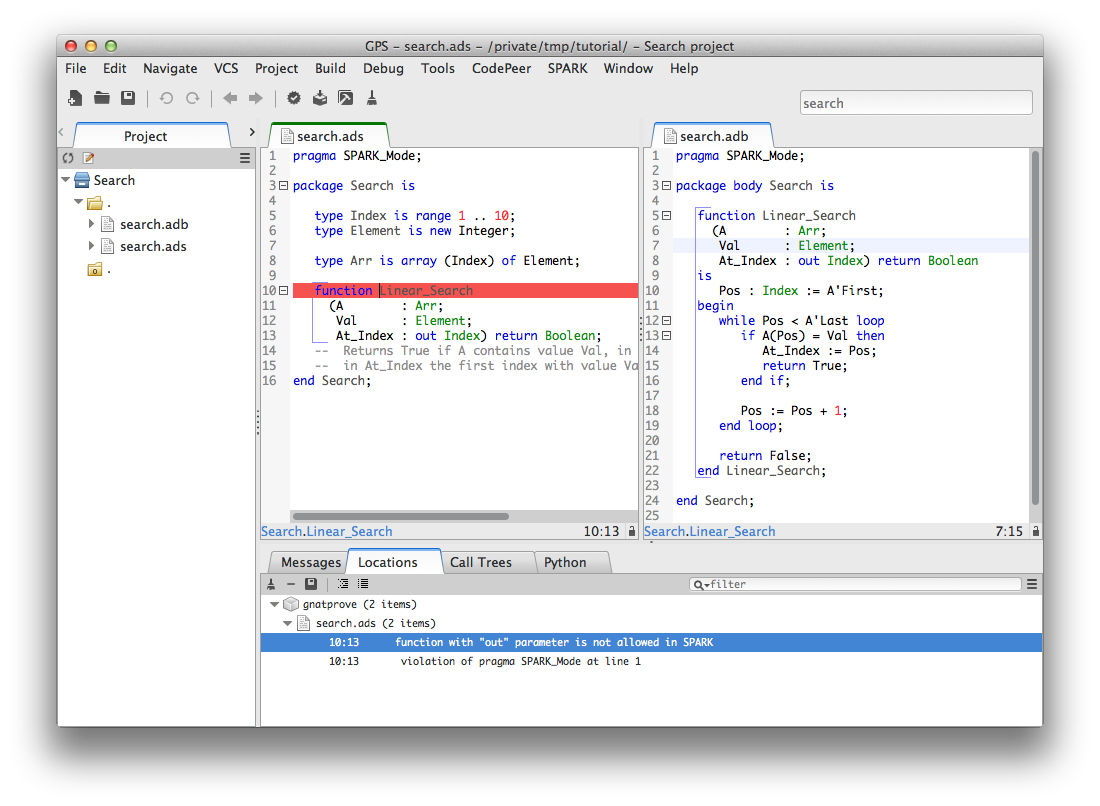 GPS - search.ads - /private/tmp/tutorial/ - Search project
File Edit Navigate VCS Project Build Debug Tools CodePeer SPARK Window Help
search
Project
Search
.
search.adb
search.ads
.
search.ads
1 pragma SPARK_Mode;
2
3 package Search is
4
5 type Index is range 1 .. 10;
6 type Element is new Integer;
7
8 type Arr is array (Index) of Element;
9
10 function Linear_Search
11 (A : Arr;
12 Val : Element;
13 At_Index : out Index) return Boolean;
14 -- Returns True if A contains value Val, in
15 -- in At_Index the first index with value Va
16 end Search;
Search.Linear_Search 10:13
search.adb
1 pragma SPARK_Mode;
2
3 package body Search is
4
5 function Linear_Search
6 (A : Arr;
7 Val : Element;
8 At_Index : out Index) return Boolean
9 is
10 Pos : Index := A'First;
11 begin
12 while Pos < A'Last loop
13 if A(Pos) = Val then
14 At_Index := Pos;
15 return True;
16 end if;
17
18 Pos := Pos + 1;
19 end loop;
20
21 return False;
22 end Linear_Search;
23
24 end Search;
25
Search.Linear_Search 7:15
Messages Locations Call Trees Python
filter
gnatprove (2 items)
search.ads (2 items)
10:13 function with "out" parameter is not allowed in SPARK
10:13 violation of pragma SPARK_Mode at line 1